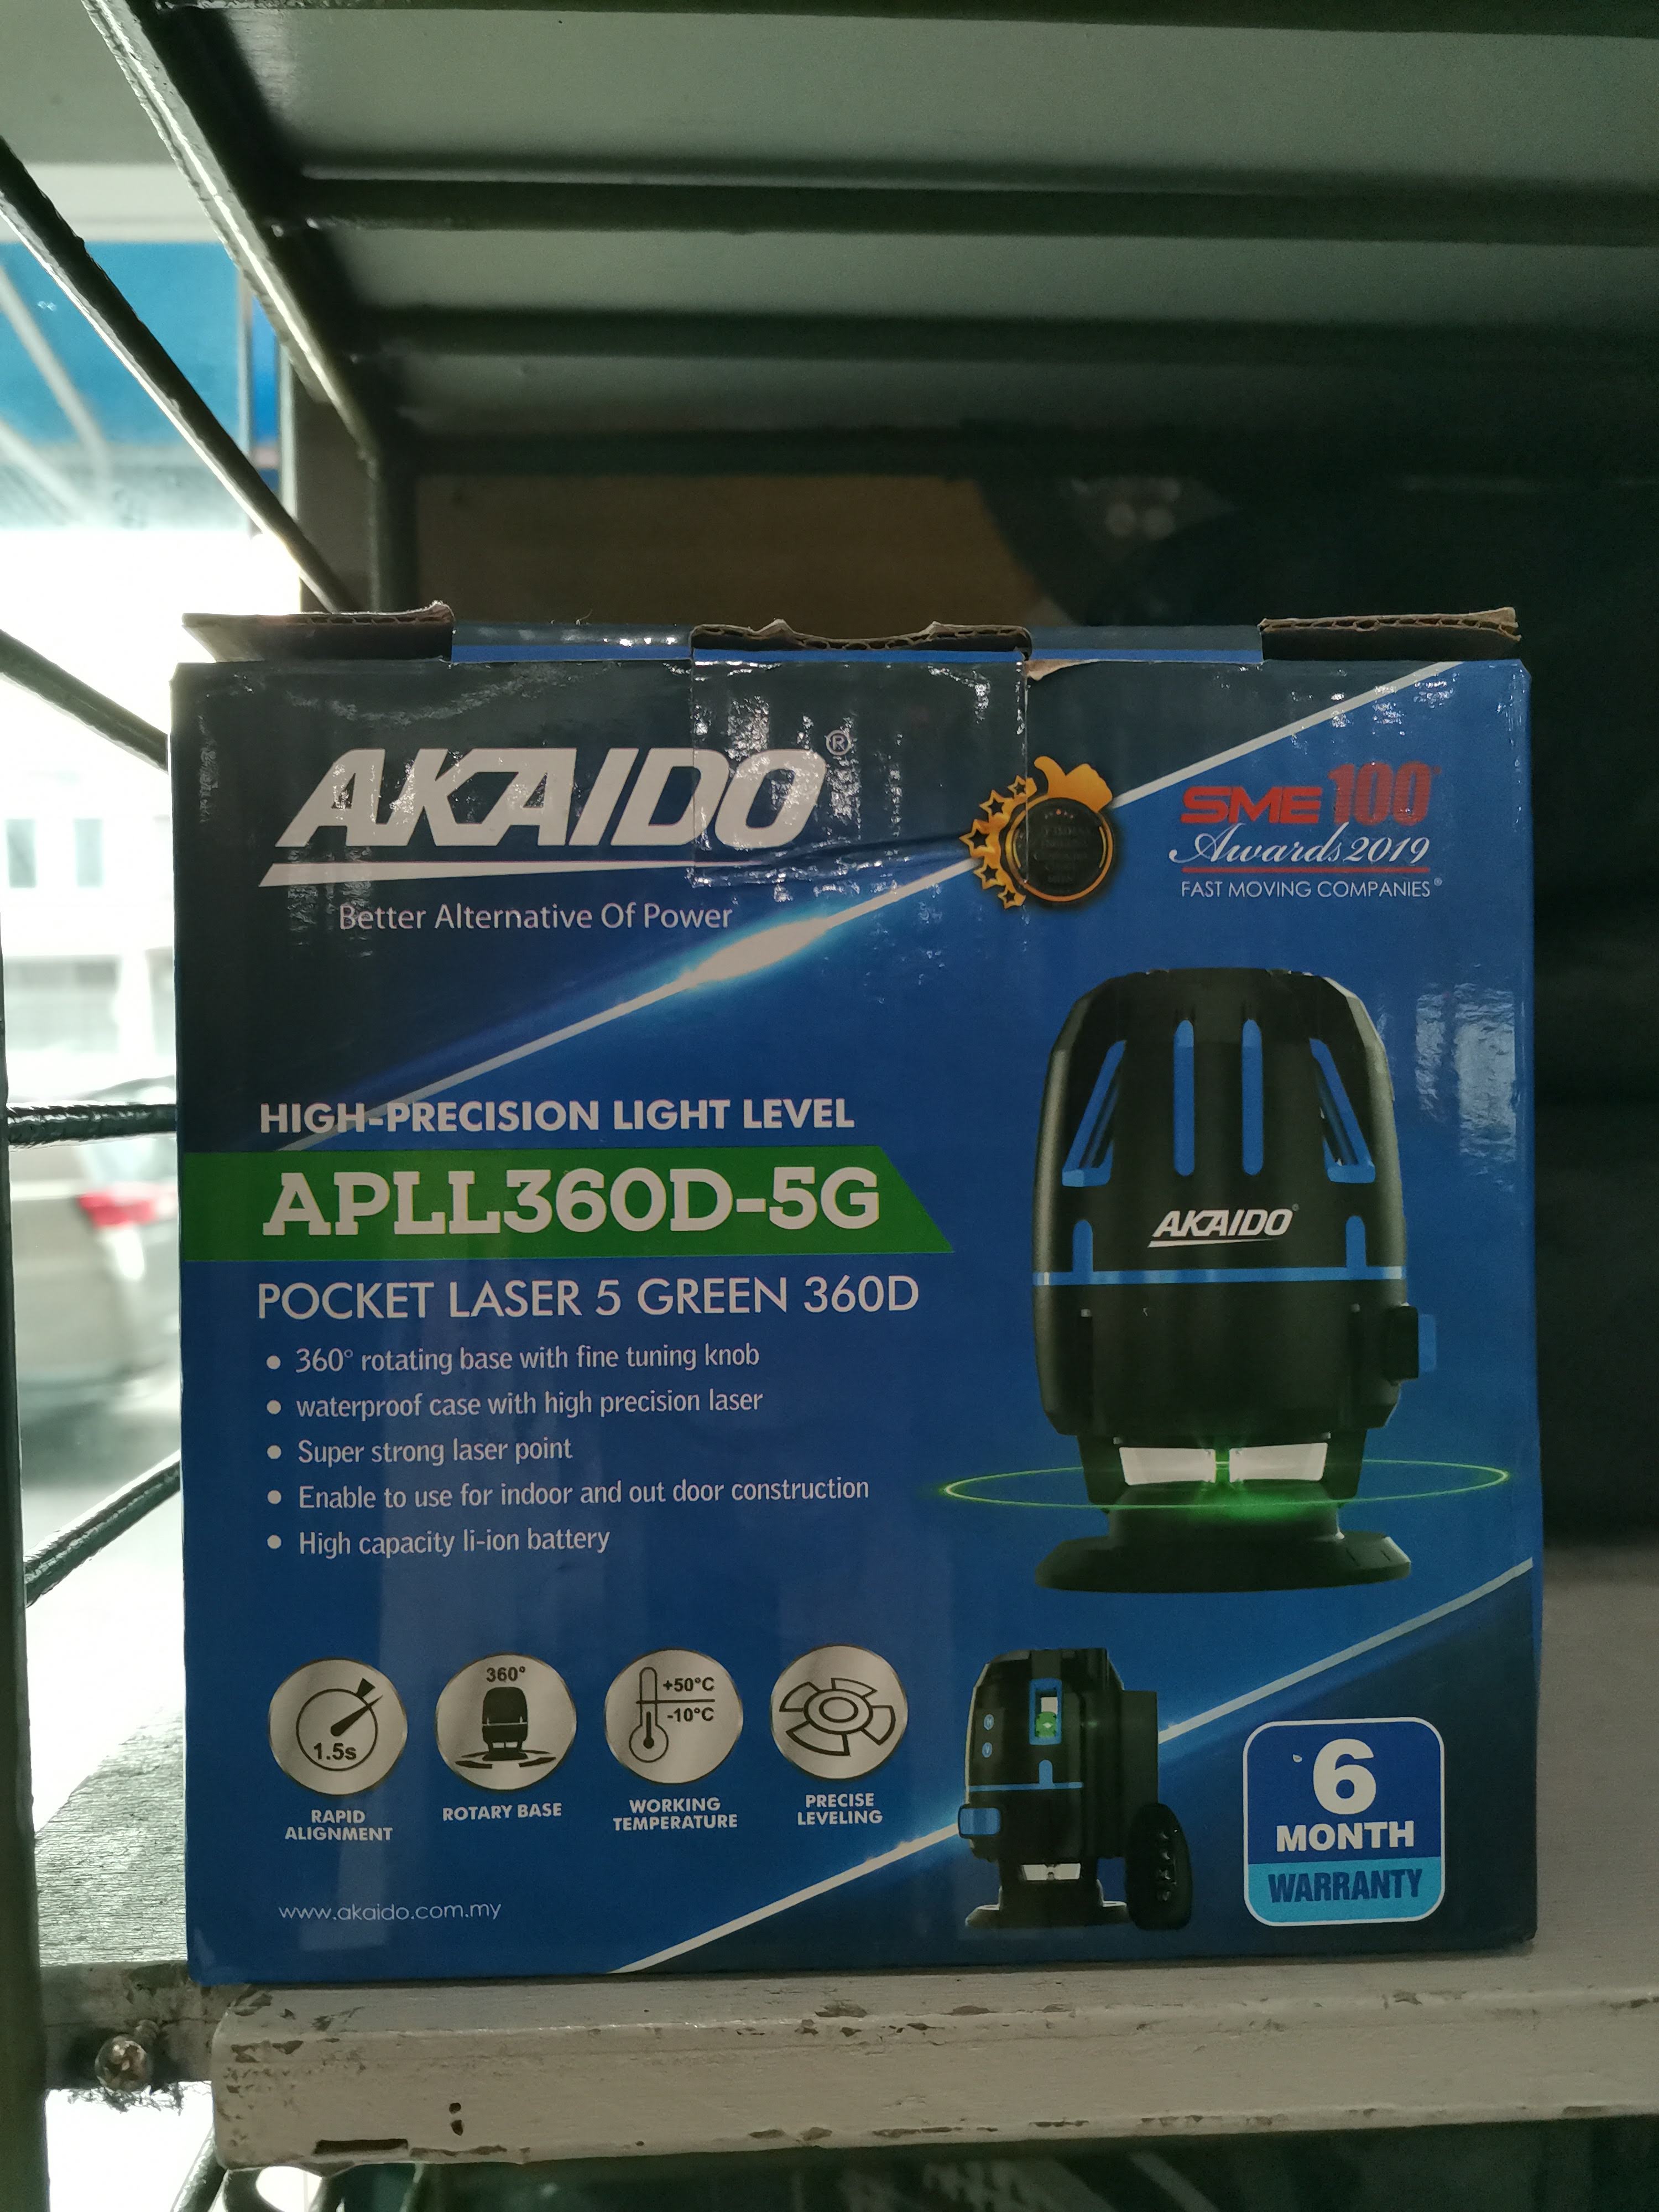 AKAIDO®
Better Alternative Of Power
SME100
Awards 2019
FAST MOVING COMPANIES®
HIGH-PRECISION LIGHT LEVEL
APLL360D-5G
POCKET LASER 5 GREEN 360D
• 360° rotating base with fine tuning knob
• waterproof case with high precision laser
• Super strong laser point
• Enable to use for indoor and out door construction
• High capacity li-ion battery
AKAIDO
1.5s
RAPID
ALIGNMENT
360°
ROTARY BASE
+50°C
-10°C
WORKING
TEMPERATURE
PRECISE
LEVELING
6
MONTH
WARRANTY
www.akaido.com.my